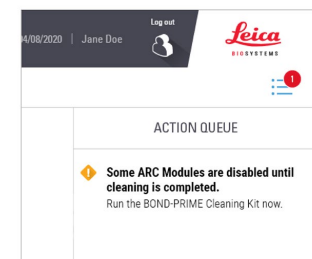 Log out
04/08/2020 | Jane Doe
Leica
BIOSYSTEMS
1
ACTION QUEUE
Some ARC Modules are disabled until
cleaning is completed.
Run the BOND-PRIME Cleaning Kit now.